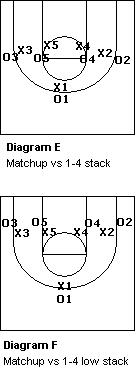 X3 X5 X4 X2
O3 O5 O4 O2
X1
O1
Diagram E
Matchup vs 1-4 stack
O3 O5 O4 O2
X3 X5 X4 X2
X1
O1
Diagram F
Matchup vs 1-4 low stack